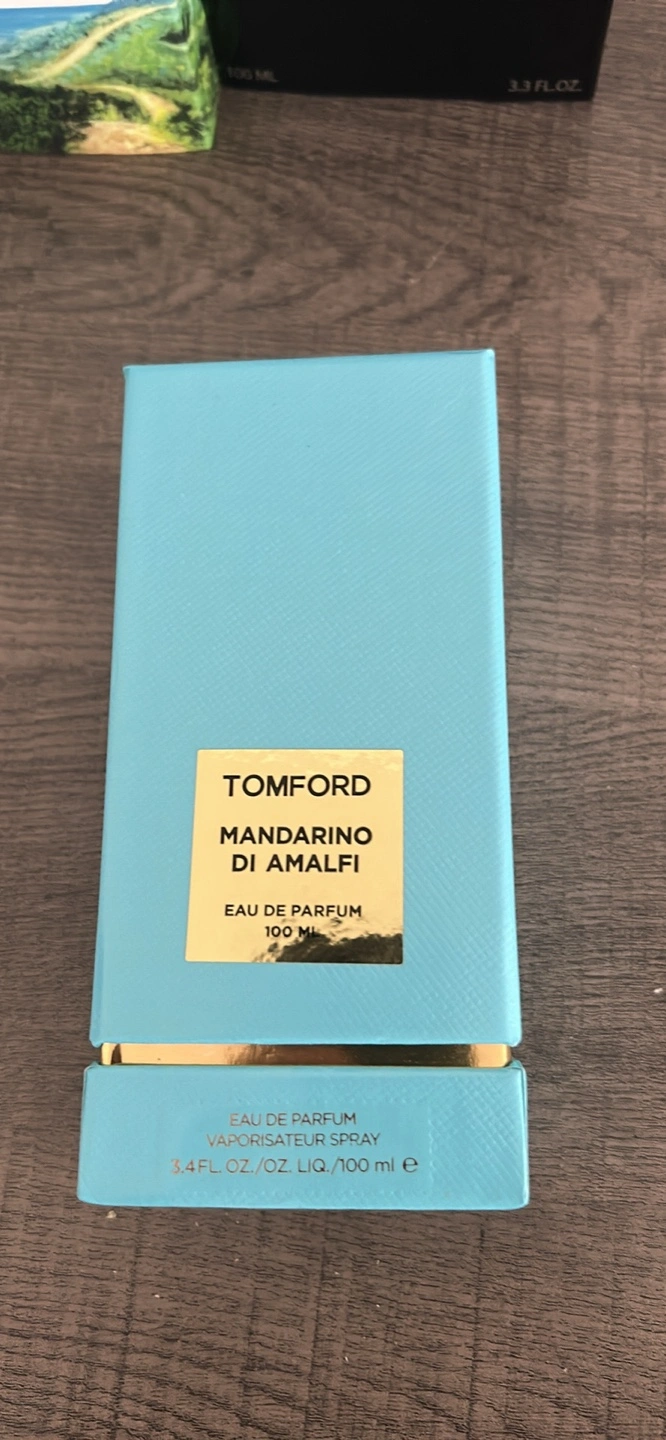 100 ML
3.3 FL.OZ.
TOMFORD
MANDARINO
DI AMALFI
EAU DE PARFUM
100 ML
EAU DE PARFUM
VAPORISATEUR SPRAY
3.4 FL. OZ./OZ. LIQ./100 ml ℮